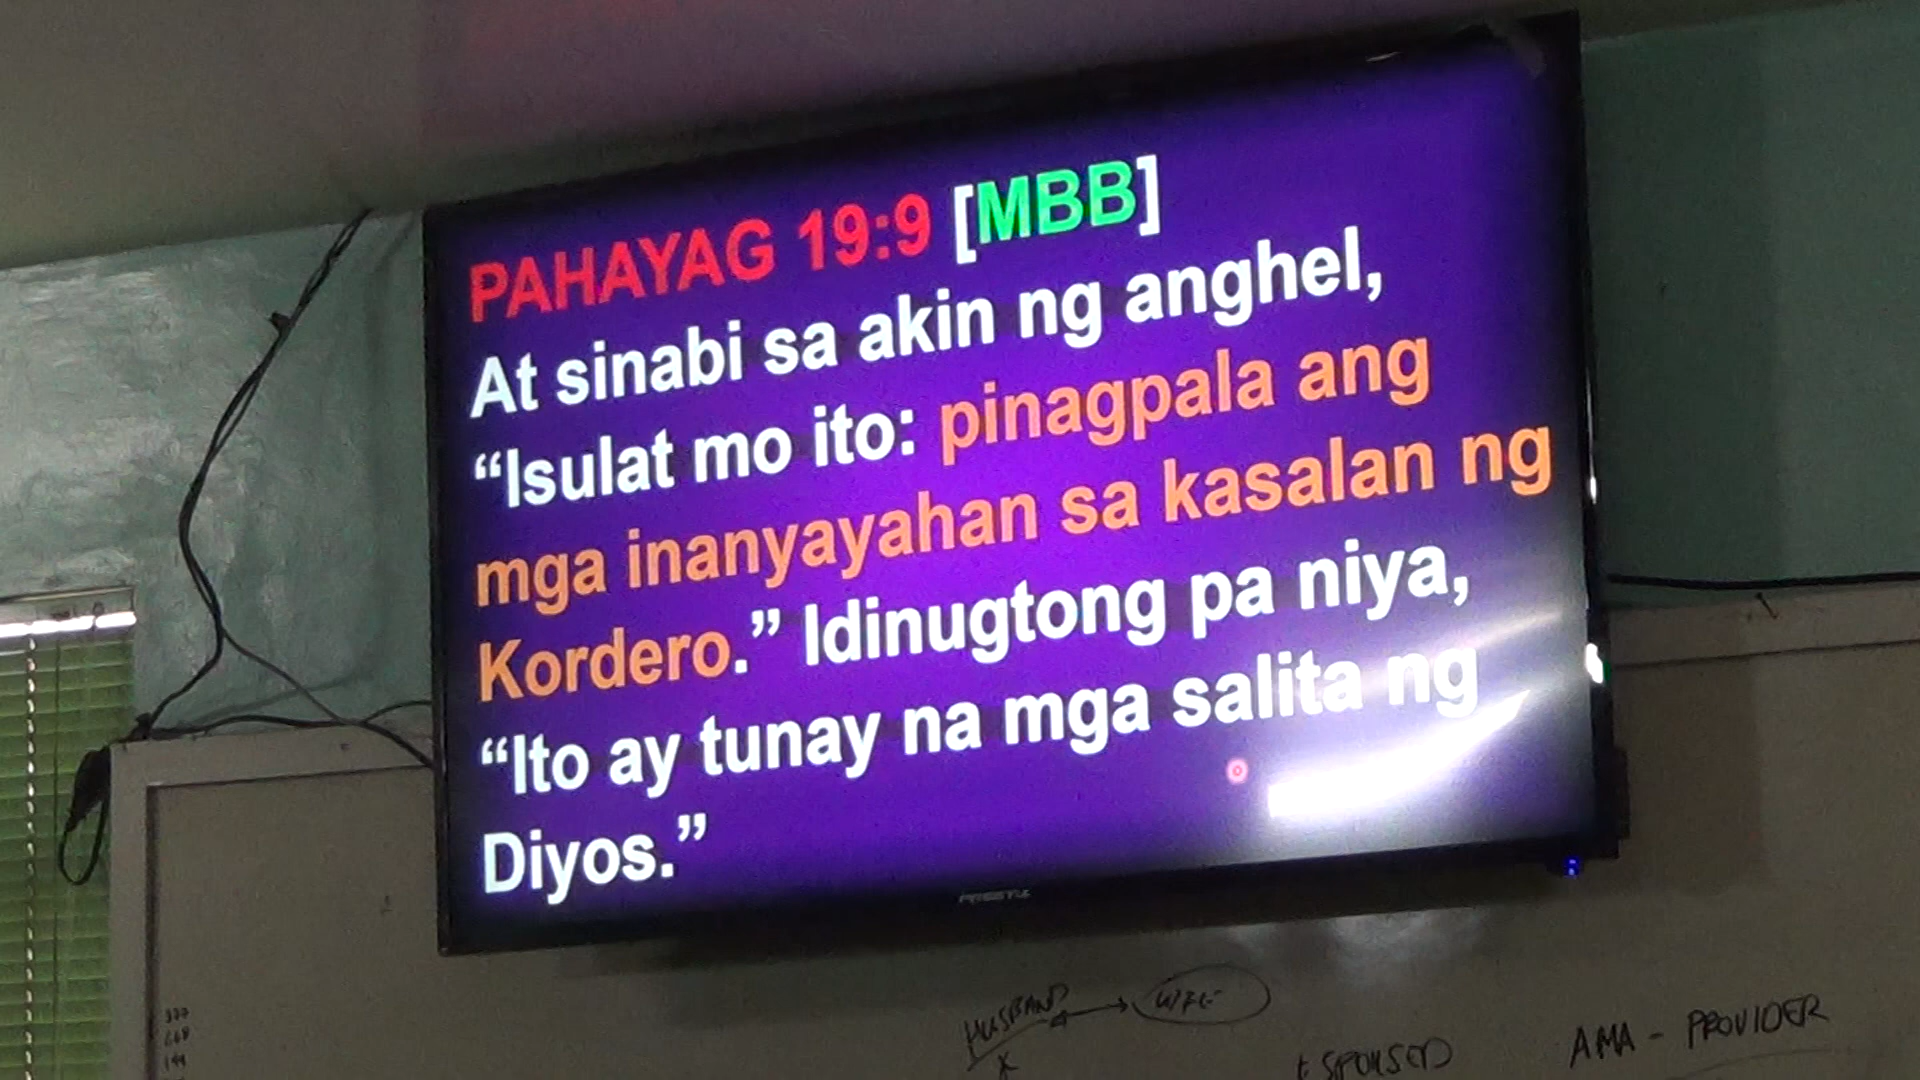 PAHAYAG 19:9 [MBB]
At sinabi sa akin ng anghel,
“Isulat mo ito: pinagpala ang
mga inanyayahan sa kasalan ng
Kordero.” Idinugtong pa niya,
“Ito ay tunay na mga salita ng
Diyos.”
HUSBAND
WIFE
ESPOUSED
AMA - PROVIDER